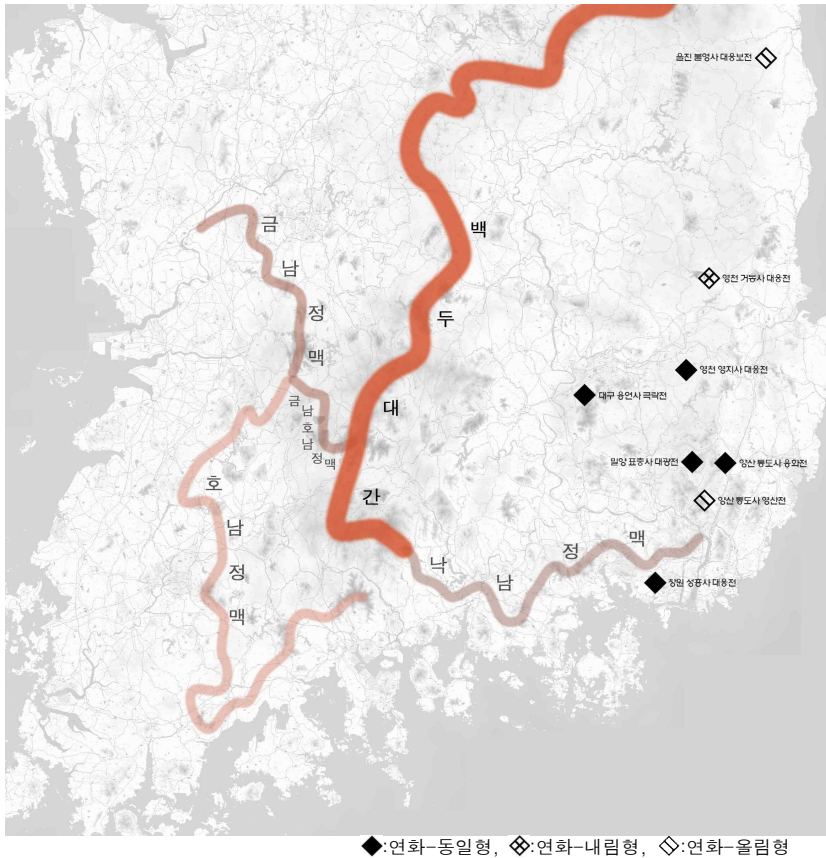 울진 불영사 대웅보전
백두대간
금남정맥
영천 거동사 대웅전
영천 영지사 대웅전
대구 용연사 극락전
금남호남정맥
밀양 표충사 대광전
양산 통도사 용화전
호남정맥
양산 통도사 영산전
낙남정맥
창원 성흥사 대웅전
◆:연화-동일형, :연화-내림형, :연화-올림형